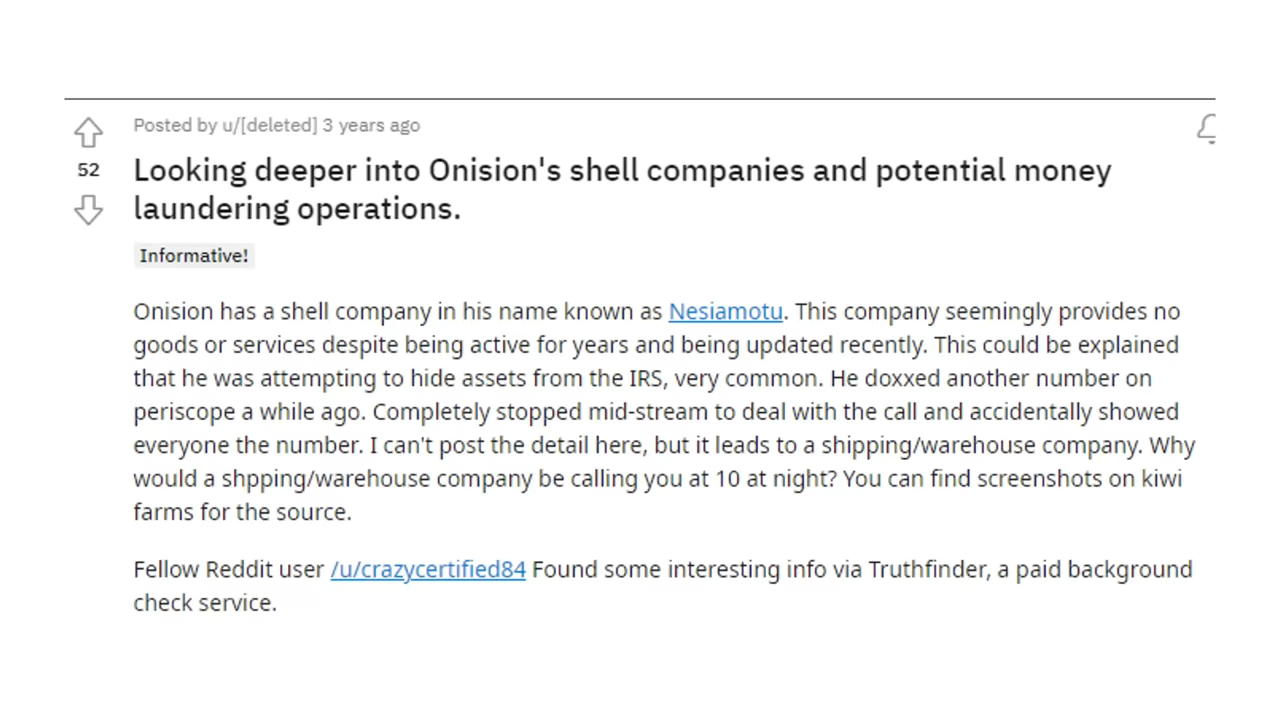 Posted by u/[deleted] 3 years ago
52
Looking deeper into Onision's shell companies and potential money
laundering operations.
Informative!
Onision has a shell company in his name known as Nesiamotu. This company seemingly provides no
goods or services despite being active for years and being updated recently. This could be explained
that he was attempting to hide assets from the IRS, very common. He doxxed another number on
periscope a while ago. Completely stopped mid-stream to deal with the call and accidentally showed
everyone the number. I can't post the detail here, but it leads to a shipping/warehouse company. Why
would a shpping/warehouse company be calling you at 10 at night? You can find screenshots on kiwi
farms for the source.
Fellow Reddit user /u/crazycertified84 Found some interesting info via Truthfinder, a paid background
check service.